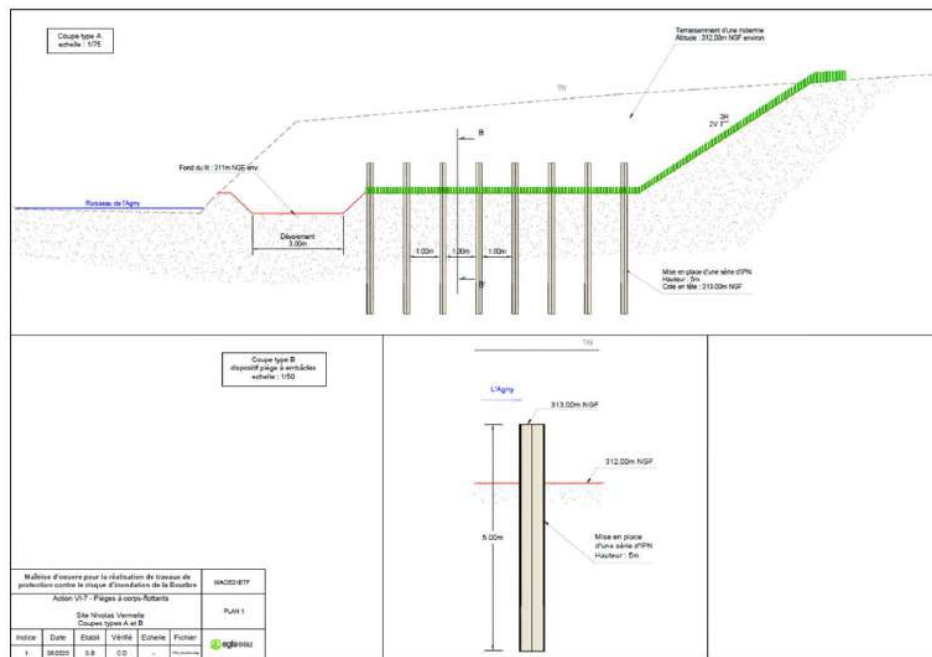 Coupe type A
echelle : 1/75
Terrassement d'une risberme
Altitude : 312.00m NGF environ
TN
3H
2V
B
Fond du lit : 311m NGF env.
Ruisseau de l'Agny
Dévoiement
3.00m
1.00m
1.00m
1.00m
B'
Mise en place d'une série d'IPN
Hauteur : 5m
Cote en tête : 313.00m NGF
Coupe type B
dispositif piège à embâcles
echelle : 1/50
TN
L'Agny
313.00m NGF
312.00m NGF
5.00m
Mise en place
d'une série d'IPN
Hauteur : 5m
Maîtrise d'oeuvre pour la réalisation de travaux de
protection contre le risque d'inondation de la Bourbre
Action VI-7 - Pièges à corps-flottants
PLAN 1
Site Nivolas Vermelle
Coupes types A et B
Indice Date Etabli Vérifié Echelle Fichier
1